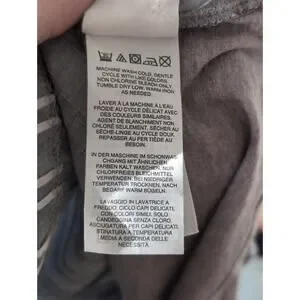 MACHINE WASH COLD, GENTLE
CYCLE WITH LIKE COLORS.
NON CHLORINE BLEACH ONLY.
TUMBLE DRY LOW. WARM IRON
AS NEEDED.
LAVER À LA MACHINE À L'EAU
FROIDE AU CYCLE DÉLICAT AVEC
DES COULEURS SIMILAIRES.
AGENT DE BLANCHIMENT NON
CHLORÉ SEULEMENT. SÉCHER AU
SÈCHE-LINGE AU CYCLE DOUX.
REPASSER AU FER TIÈDE AU
BESOIN.
IN DER MASCHINE IM SCHONWAS
CHGANG MIT ÄHNLICHEN
FARBEN KALT WASCHEN. NUR
CHLORFREIES BLEICHMITTEL
VERWENDEN. BEI NIEDRIGER
TEMPERATUR TROCKNEN. NACH
BEDARF WARM BÜGELN.
LAVAGGIO IN LAVATRICE A
FREDDO, CICLO CAPI DELICATI,
CON COLORI SIMILI. SOLO
CANDEGGINA SENZA CLORO.
ASCIUGATURA PER CAPI DELICATI.
STIRATURA A TEMPERATURA
MEDIA A SECONDA DELLE
NECESSITÀ.